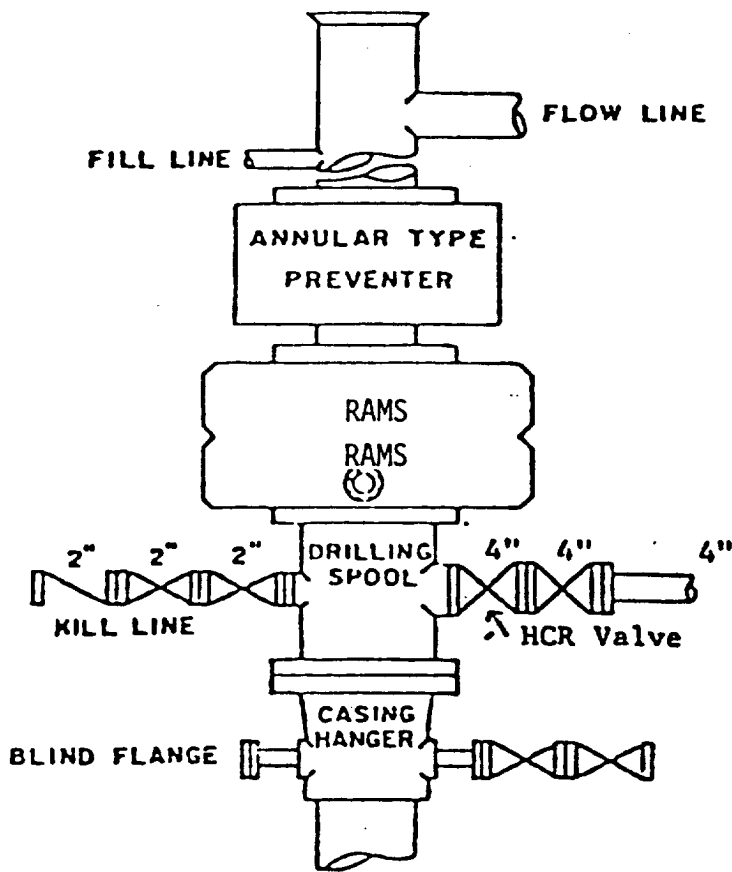 FLOW LINE
FILL LINE
ANNULAR TYPE
PREVENTER
RAMS
RAMS
2" 2" 2"
DRILLING
SPOOL
4" 4" 4"
KILL LINE
HCR Valve
CASING
HANGER
BLIND FLANGE